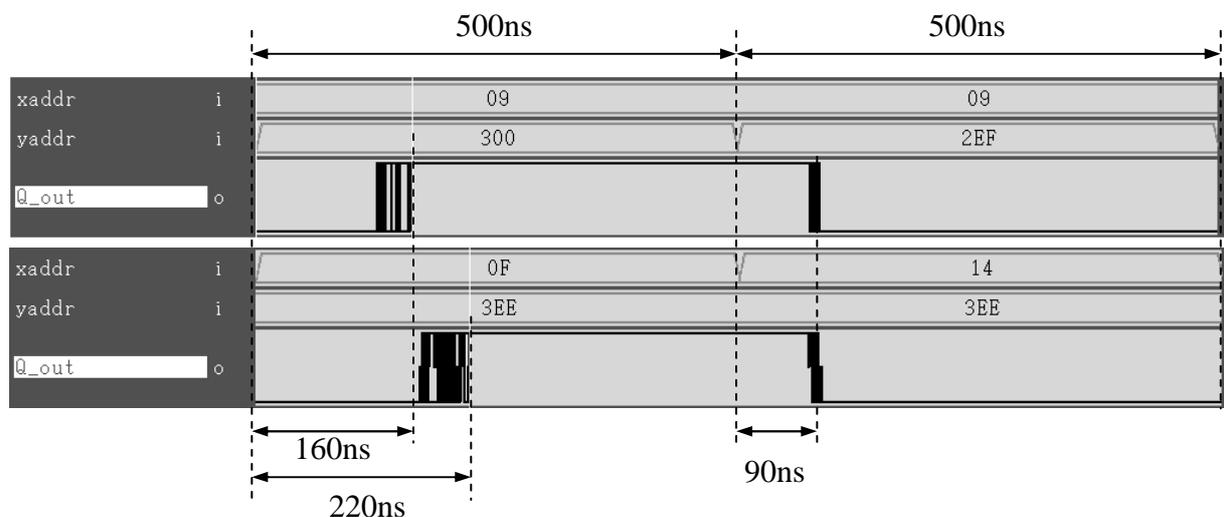 500ns 500ns
xaddr i 09 09
yaddr i 300 2EF
Q_out o
xaddr i 0F 14
yaddr i 3EE 3EE
Q_out o
160ns
90ns
220ns